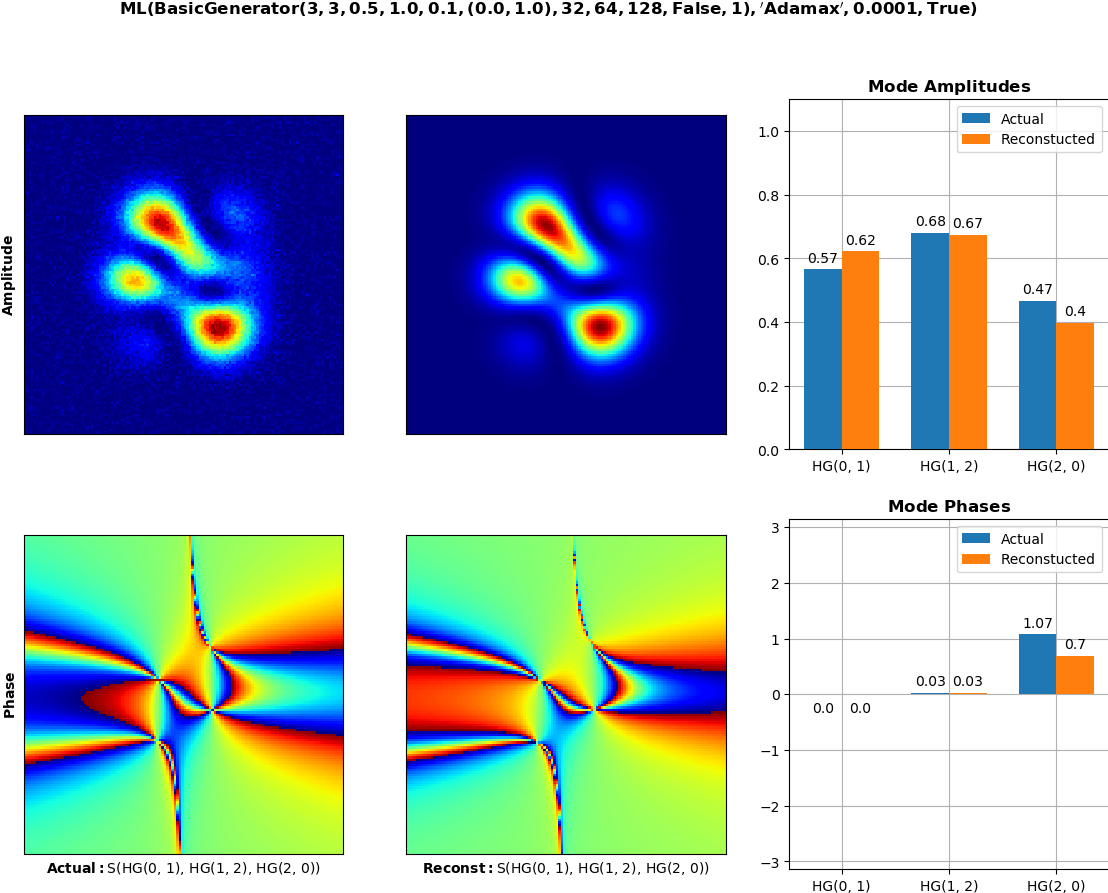 ML(BasicGenerator(3, 3, 0.5, 1.0, 0.1, (0.0, 1.0), 32, 64, 128, False, 1), ′Adamax′, 0.0001, True)
Amplitude
Mode Amplitudes
Actual
Reconstucted
1.0
0.8
0.6
0.4
0.2
0.0
0.57
0.62
0.68
0.67
0.47
0.4
HG(0, 1)
HG(1, 2)
HG(2, 0)
Phase
Actual: S(HG(0, 1), HG(1, 2), HG(2, 0))
Reconst: S(HG(0, 1), HG(1, 2), HG(2, 0))
Mode Phases
Actual
Reconstucted
3
2
1
0
−1
−2
−3
0.0
0.0
0.03
0.03
1.07
0.7
HG(0, 1)
HG(1, 2)
HG(2, 0)